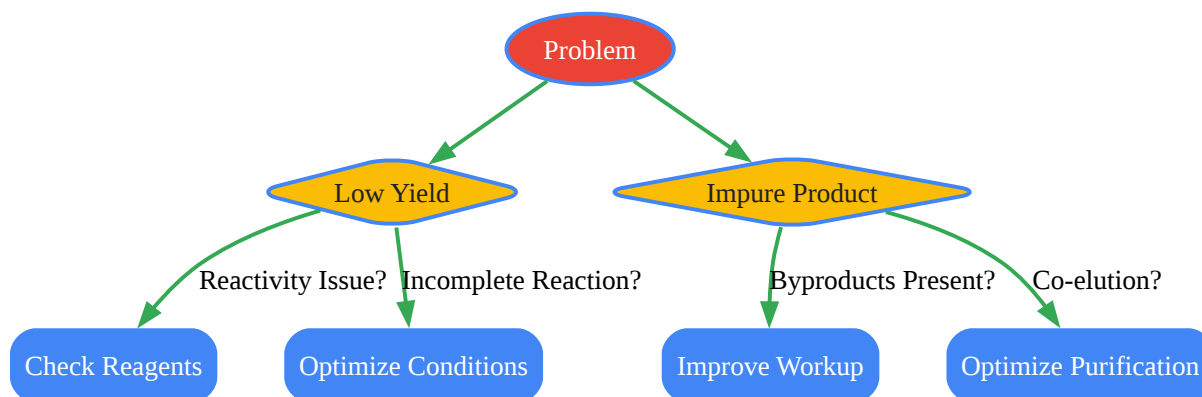 Problem
Low Yield
Impure Product
Reactivity Issue?
Incomplete Reaction?
Byproducts Present?
Co-elution?
Check Reagents
Optimize Conditions
Improve Workup
Optimize Purification